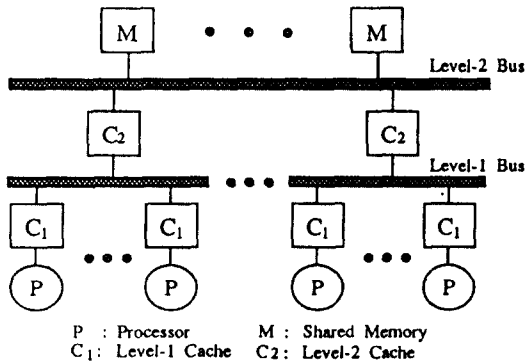 M M
Level-2 Bus
C₂ C₂
Level-1 Bus
C₁ C₁ C₁ C₁
P P P P
P : Processor M : Shared Memory
C₁ : Level-1 Cache C₂ : Level-2 Cache